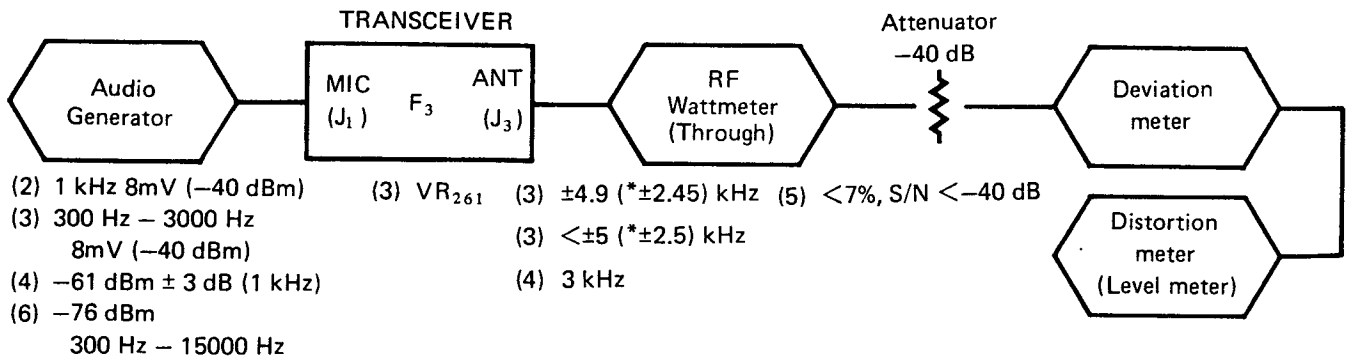 TRANSCEIVER
Attenuator
−40 dB
Audio
Generator
MIC
(J₁)
F₃
ANT
(J₃)
RF
Wattmeter
(Through)
Deviation
meter
Distortion
meter
(Level meter)
(2) 1 kHz 8mV (−40 dBm)
(3) 300 Hz − 3000 Hz
8mV (−40 dBm)
(4) −61 dBm ± 3 dB (1 kHz)
(6) −76 dBm
300 Hz − 15000 Hz
(3) VR₂₆₁
(3) ±4.9 (*±2.45) kHz
(3) <±5 (*±2.5) kHz
(4) 3 kHz
(5) <7%, S/N <−40 dB